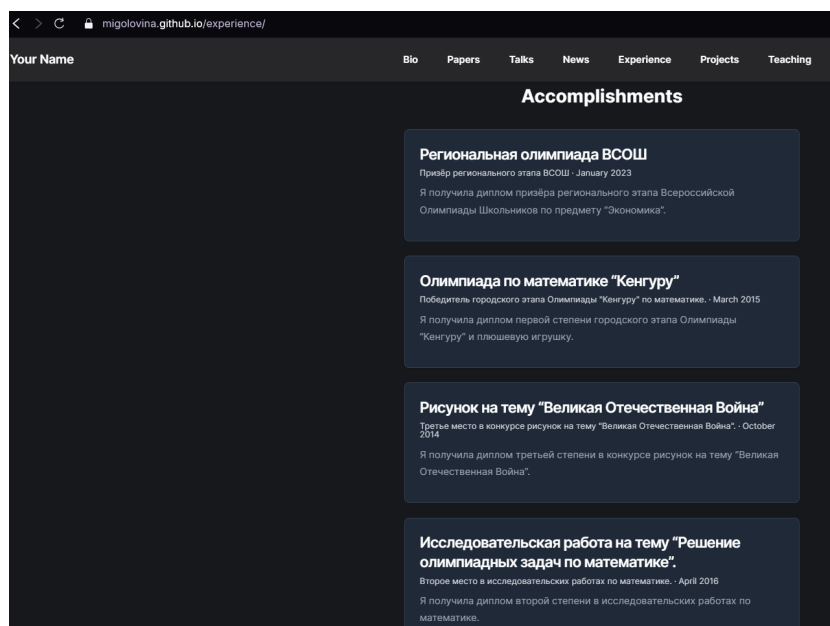 migolovina.github.io/experience/
Your Name
Bio Papers Talks News Experience Projects Teaching
Accomplishments
Региональная олимпиада ВСОШ
Призёр регионального этапа ВСОШ · January 2023
Я получила диплом призёра регионального этапа Всероссийской
Олимпиады Школьников по предмету “Экономика”.
Олимпиада по математике “Кенгуру”
Победитель городского этапа Олимпиады "Кенгуру" по математике. · March 2015
Я получила диплом первой степени городского этапа Олимпиады
“Кенгуру” и плюшевую игрушку.
Рисунок на тему “Великая Отечественная Война”
Третье место в конкурсе рисунок на тему "Великая Отечественная Война". · October
2014
Я получила диплом третьей степени в конкурсе рисунок на тему “Великая
Отечественная Война”.
Исследовательская работа на тему “Решение
олимпиадных задач по математике”.
Второе место в исследовательских работах по математике. · April 2016
Я получила диплом второй степени в исследовательских работах по
математике.